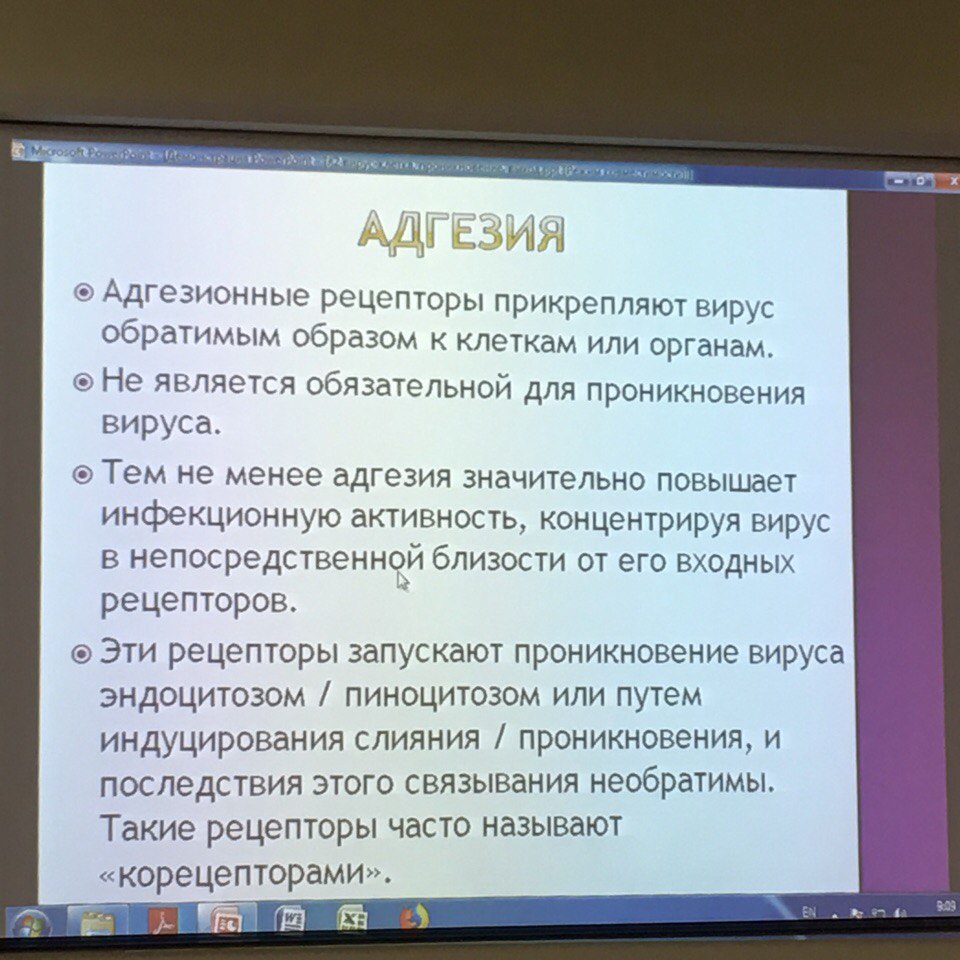 Microsoft PowerPoint - [Демонстрация PowerPoint - [
АДГЕЗИЯ
Адгезионные рецепторы прикрепляют вирус
обратимым образом к клеткам или органам.
Не является обязательной для проникновения
вируса.
Тем не менее адгезия значительно повышает
инфекционную активность, концентрируя вирус
в непосредственной близости от его входных
рецепторов.
Эти рецепторы запускают проникновение вируса
эндоцитозом / пиноцитозом или путем
индуцирования слияния / проникновения, и
последствия этого связывания необратимы.
Такие рецепторы часто называют
«корецепторами».
EN 9:09